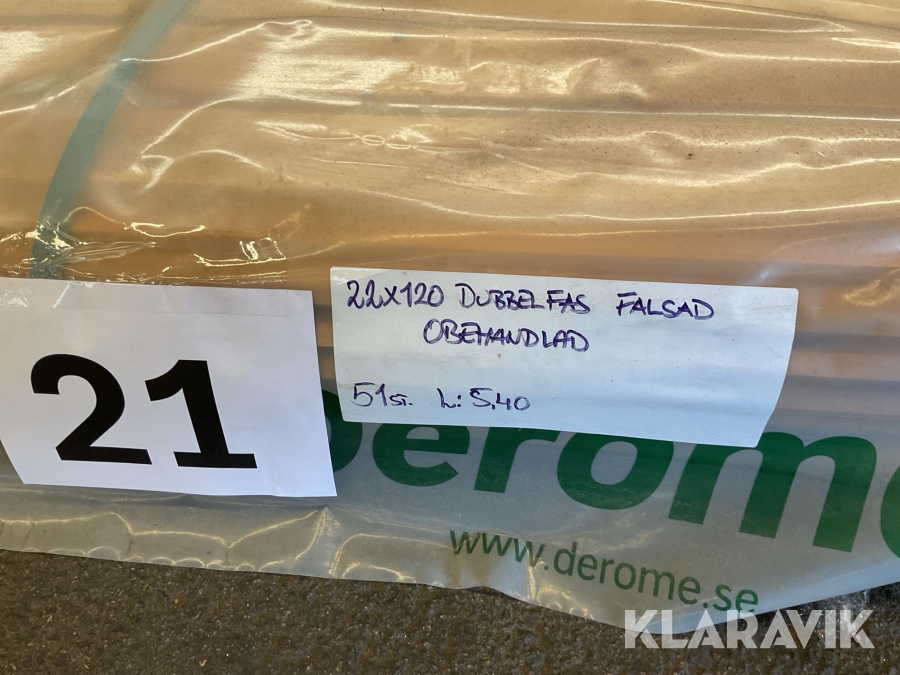 22X120 DUBBELFAS FALSAD
OBEHANDLAD
51ST. L: 5,40
21
Derome
www.derome.se
KLARAVIK